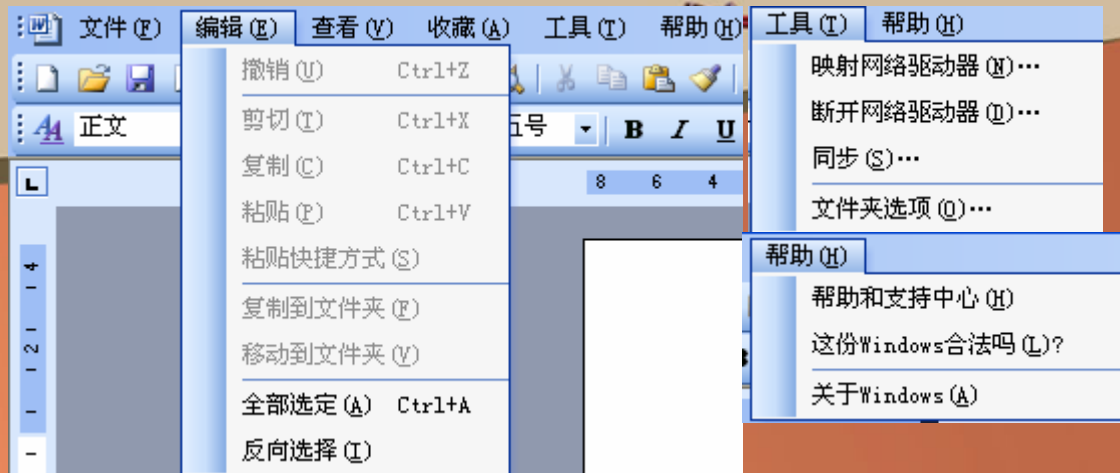 文件(F) 编辑(E) 查看(V) 收藏(A) 工具(T) 帮助(H)
撤销(U) Ctrl+Z
正文
剪切(T) Ctrl+X
五号 B I U
复制(C) Ctrl+C
L
8 6 4
粘贴(P) Ctrl+V
粘贴快捷方式(S)
4
复制到文件夹(F)
2
移动到文件夹(V)
全部选定(A) Ctrl+A
反向选择(I)
工具(T) 帮助(H)
映射网络驱动器(N)…
断开网络驱动器(D)…
同步(S)…
文件夹选项(O)…
帮助(H)
帮助和支持中心(H)
这份Windows合法吗(L)?
关于Windows(A)